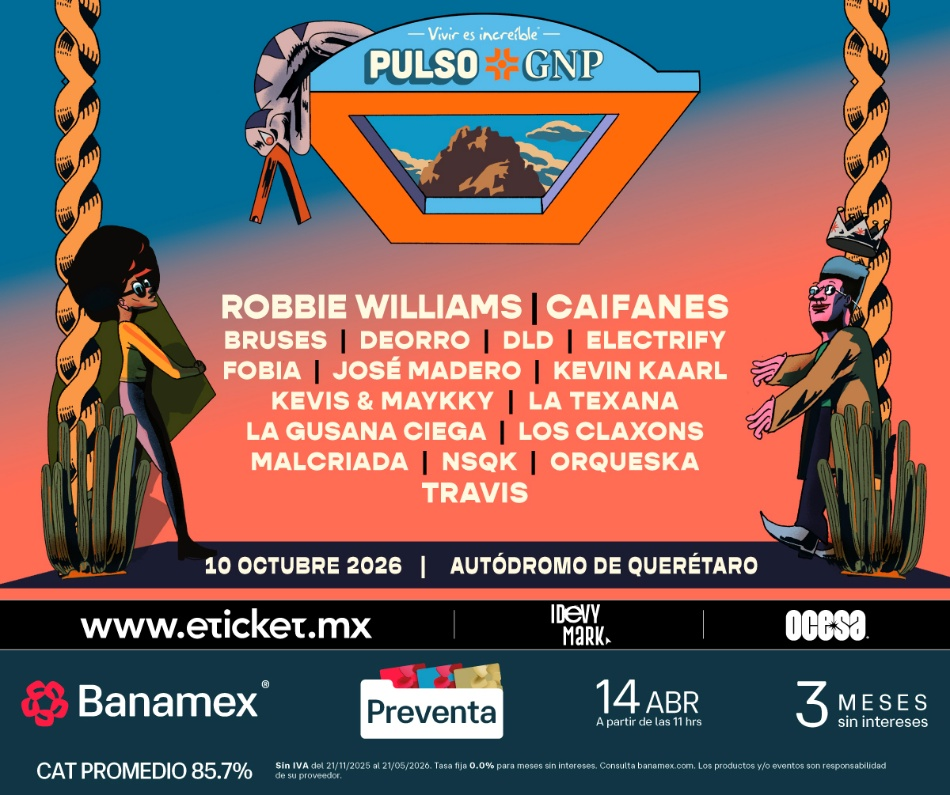 Vivir es increíble
PULSO GNP
ROBBIE WILLIAMS | CAIFANES
BRUSES | DEORRO | DLD | ELECTRIFY
FOBIA | JOSÉ MADERO | KEVIN KAARL
KEVIS & MAYKKY | LA TEXANA
LA GUSANA CIEGA | LOS CLAXONS
MALCRIADA | NSQK | ORQUESKA
TRAVIS
10 OCTUBRE 2026 | AUTÓDROMO DE QUERÉTARO
www.eticket.mx
IDEVY
MARK
OCESA
Banamex®
Preventa
14 ABR
A partir de las 11 hrs
3 MESES
sin intereses
CAT PROMEDIO 85.7%
Sin IVA del 21/11/2025 al 21/05/2026. Tasa fija 0.0% para meses sin intereses. Consulta banamex.com. Los productos y/o eventos son responsabilidad
de su proveedor.